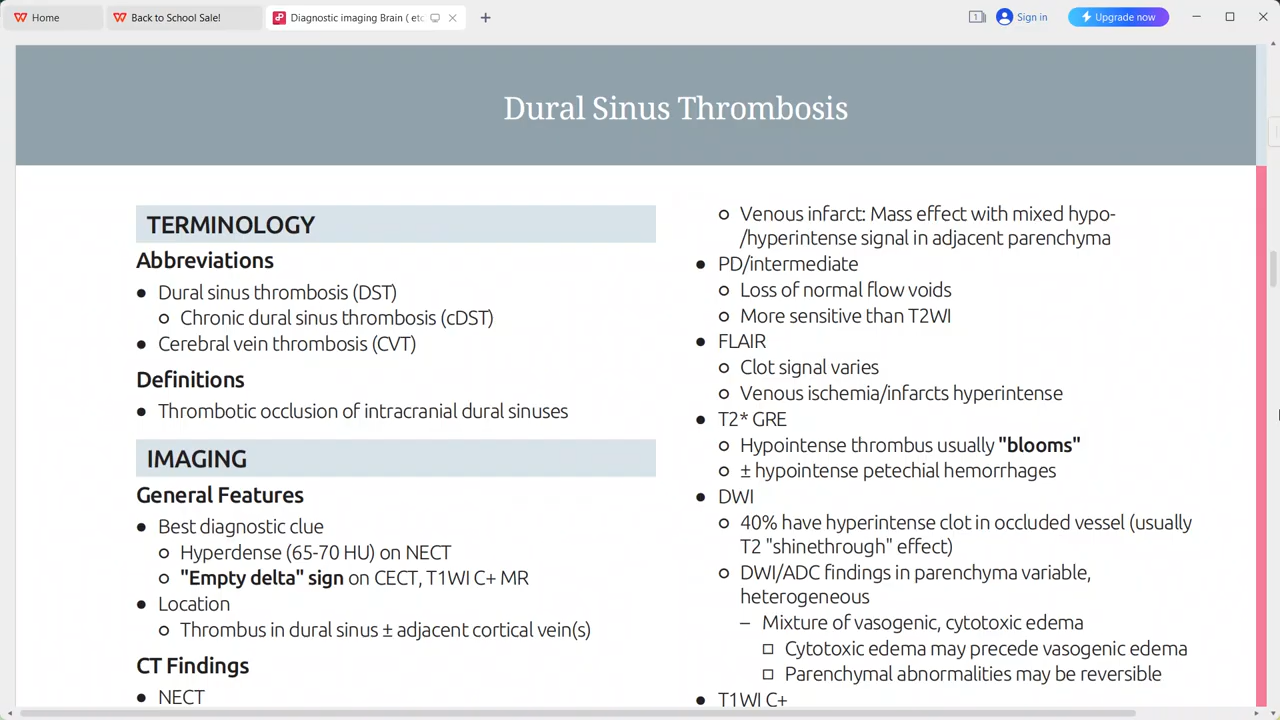 Home
Back to School Sale!
Diagnostic imaging Brain ( etc
1
Sign in
Upgrade now
Dural Sinus Thrombosis
TERMINOLOGY
Abbreviations
● Dural sinus thrombosis (DST)
○ Chronic dural sinus thrombosis (cDST)
● Cerebral vein thrombosis (CVT)
Definitions
● Thrombotic occlusion of intracranial dural sinuses
IMAGING
General Features
● Best diagnostic clue
○ Hyperdense (65-70 HU) on NECT
○ "Empty delta" sign on CECT, T1WI C+ MR
● Location
○ Thrombus in dural sinus ± adjacent cortical vein(s)
CT Findings
● NECT
○ Venous infarct: Mass effect with mixed hypo-
/hyperintense signal in adjacent parenchyma
● PD/intermediate
○ Loss of normal flow voids
○ More sensitive than T2WI
● FLAIR
○ Clot signal varies
○ Venous ischemia/infarcts hyperintense
● T2* GRE
○ Hypointense thrombus usually "blooms"
○ ± hypointense petechial hemorrhages
● DWI
○ 40% have hyperintense clot in occluded vessel (usually
T2 "shinethrough" effect)
○ DWI/ADC findings in parenchyma variable,
heterogeneous
– Mixture of vasogenic, cytotoxic edema
□ Cytotoxic edema may precede vasogenic edema
□ Parenchymal abnormalities may be reversible
● T1WI C+